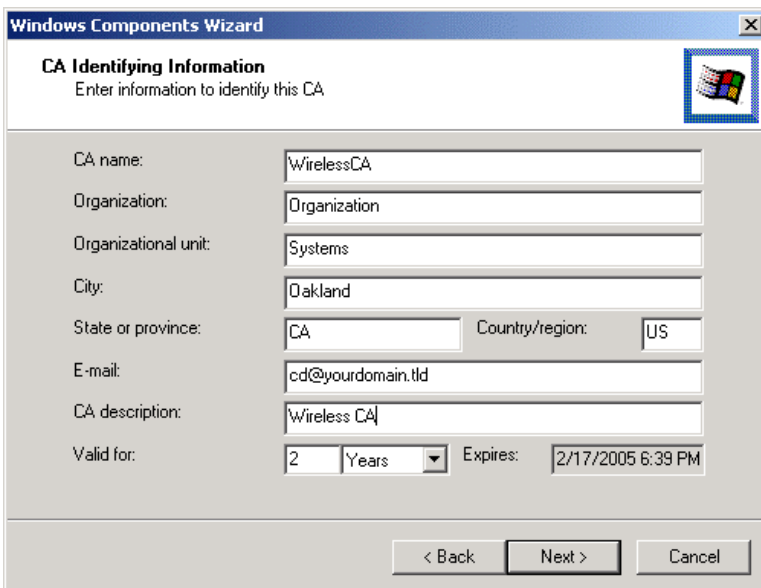 Windows Components Wizard
CA Identifying Information
Enter information to identify this CA
CA name: WirelessCA
Organization: Organization
Organizational unit: Systems
City: Oakland
State or province: CA Country/region: US
E-mail: cd@yourdomain.tld
CA description: Wireless CA
Valid for: 2 Years Expires: 2/17/2005 6:39 PM
< Back Next > Cancel